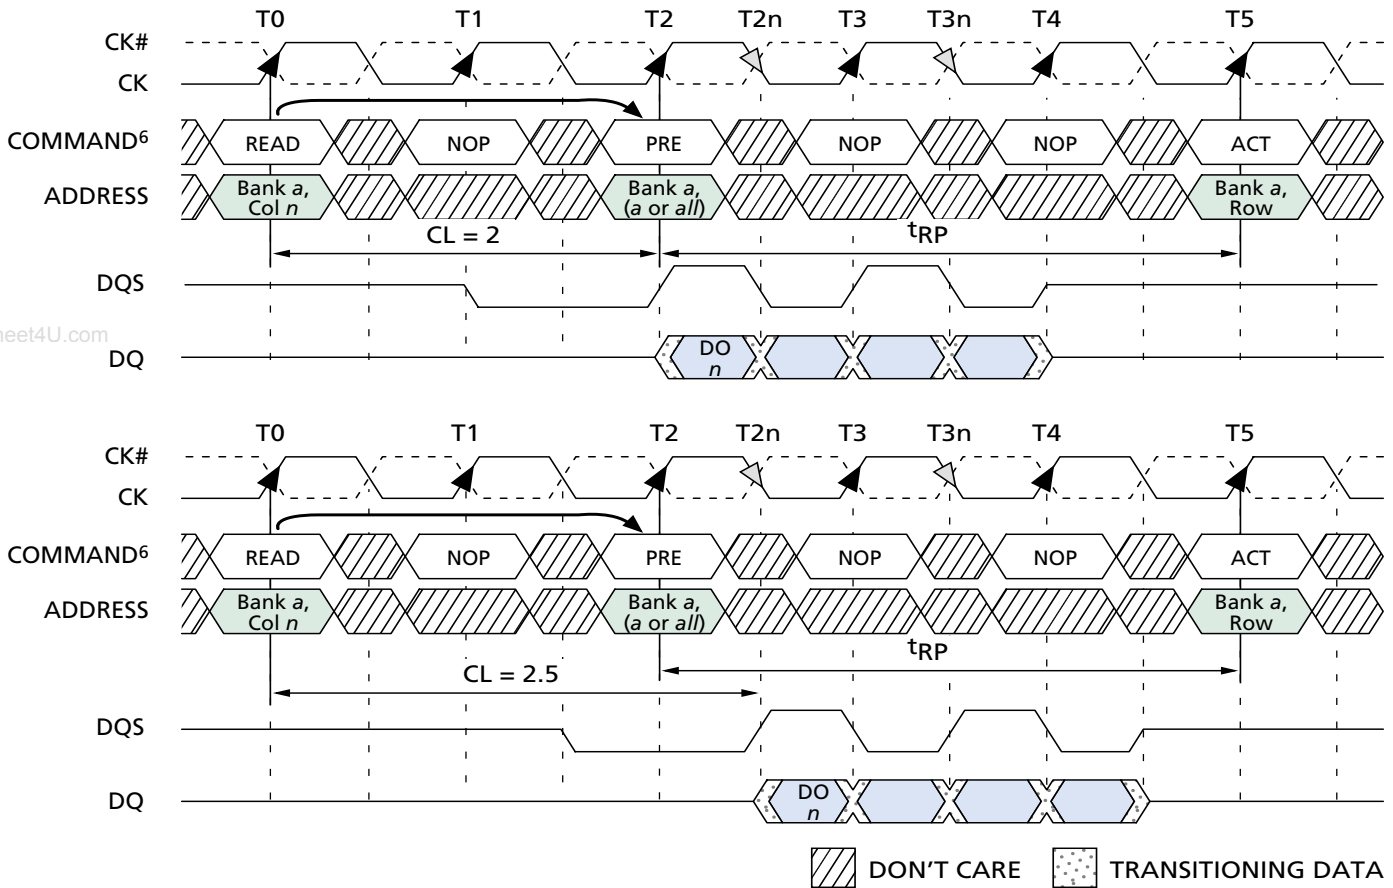 T0 T1 T2 T2n T3 T3n T4 T5
CK#
CK
COMMAND6 READ NOP PRE NOP NOP ACT
ADDRESS Bank a, Col n Bank a, (a or all) Bank a, Row
CL = 2 tRP
DQS
heet4U.com
DQ DO n
T0 T1 T2 T2n T3 T3n T4 T5
CK#
CK
COMMAND6 READ NOP PRE NOP NOP ACT
ADDRESS Bank a, Col n Bank a, (a or all) Bank a, Row
CL = 2.5 tRP
DQS
DQ DO n
DON'T CARE TRANSITIONING DATA